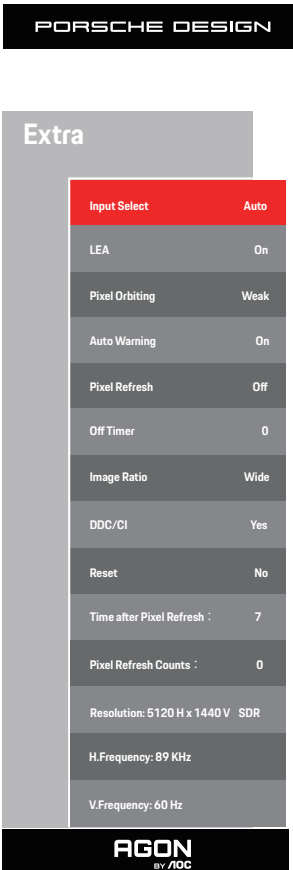 PORSCHE DESIGN
Extra
Input Select Auto
LEA On
Pixel Orbiting Weak
Auto Warning On
Pixel Refresh Off
Off Timer 0
Image Ratio Wide
DDC/CI Yes
Reset No
Time after Pixel Refresh : 7
Pixel Refresh Counts : 0
Resolution: 5120 H x 1440 V SDR
H.Frequency: 89 KHz
V.Frequency: 60 Hz
AGON
BY AOC